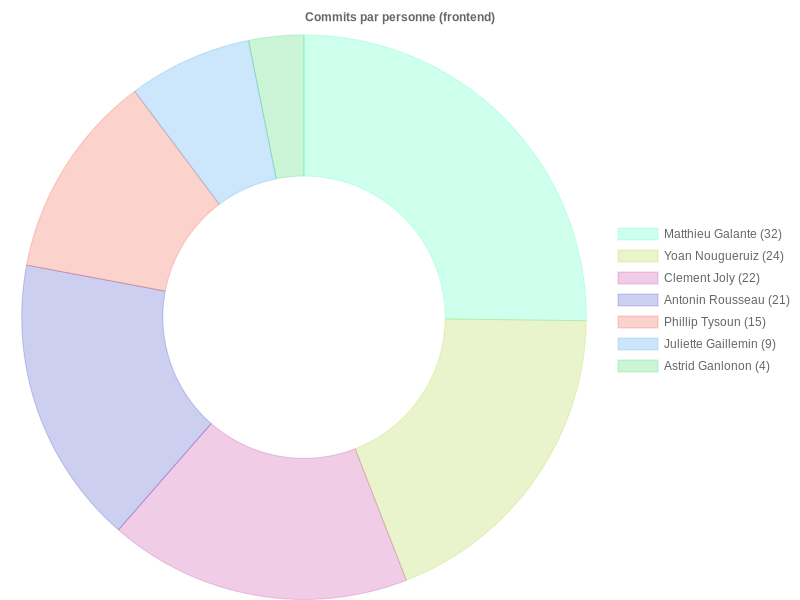 Commits par personne (frontend)
Matthieu Galante (32)
Yoan Nougueruiz (24)
Clement Joly (22)
Antonin Rousseau (21)
Phillip Tysoun (15)
Juliette Gaillemin (9)
Astrid Ganlonon (4)